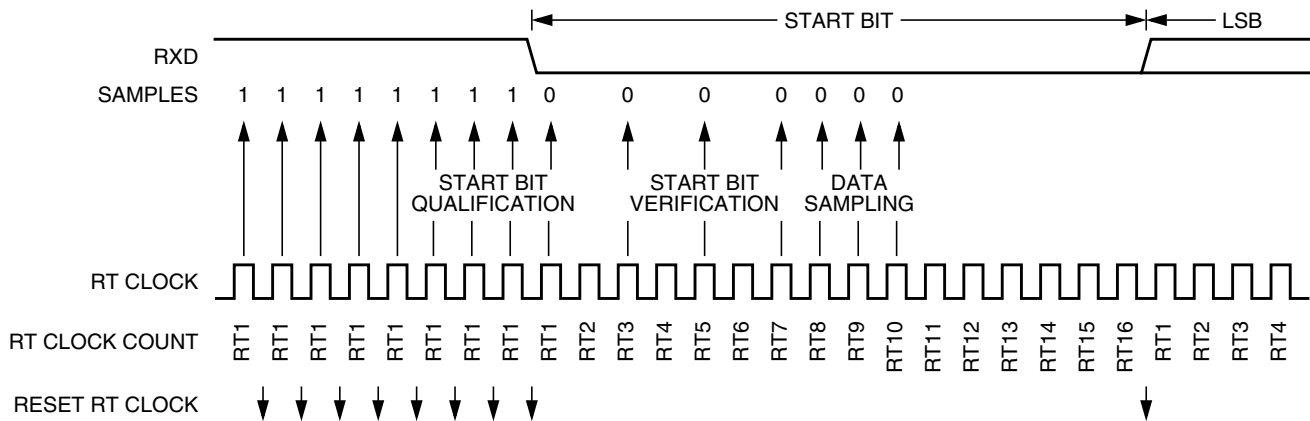 START BIT LSB
RXD
SAMPLES 1 1 1 1 1 1 1 1 0 0 0 0 0 0 0
START BIT QUALIFICATION START BIT VERIFICATION DATA SAMPLING
RT CLOCK
RT CLOCK COUNT RT1 RT1 RT1 RT1 RT1 RT1 RT1 RT1 RT1 RT2 RT3 RT4 RT5 RT6 RT7 RT8 RT9 RT10 RT11 RT12 RT13 RT14 RT15 RT16 RT1 RT2 RT3 RT4
RESET RT CLOCK